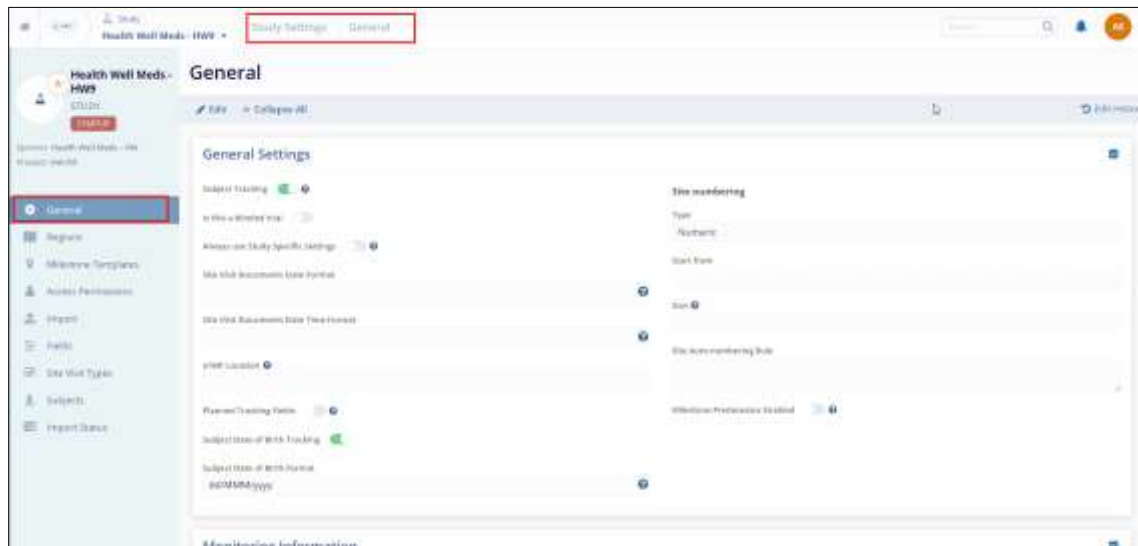 Study
Health Well Meds - HW9
Study Settings
General
Health Well Meds - HW9
STUDY
General
Edit
Collapse All
General Settings
Subject Tracking
Is this a Blinded trial
Always use Study Specific Settings
Site Visit Documents Date Format
Site Visit Documents Date Time Format
eTMF Location
Planned Tracking Fields
Subject Date of Birth Tracking
Subject Date of Birth Format
dd/MMM/yyyy
Site numbering
Type
Numeric
Start from
Size
Site Auto-numbering Rule
Milestone Preferences Enabled
General
Regions
Milestone Templates
Access Permissions
Import
Fields
Site Visit Types
Subjects
Import Status
Monitoring Information